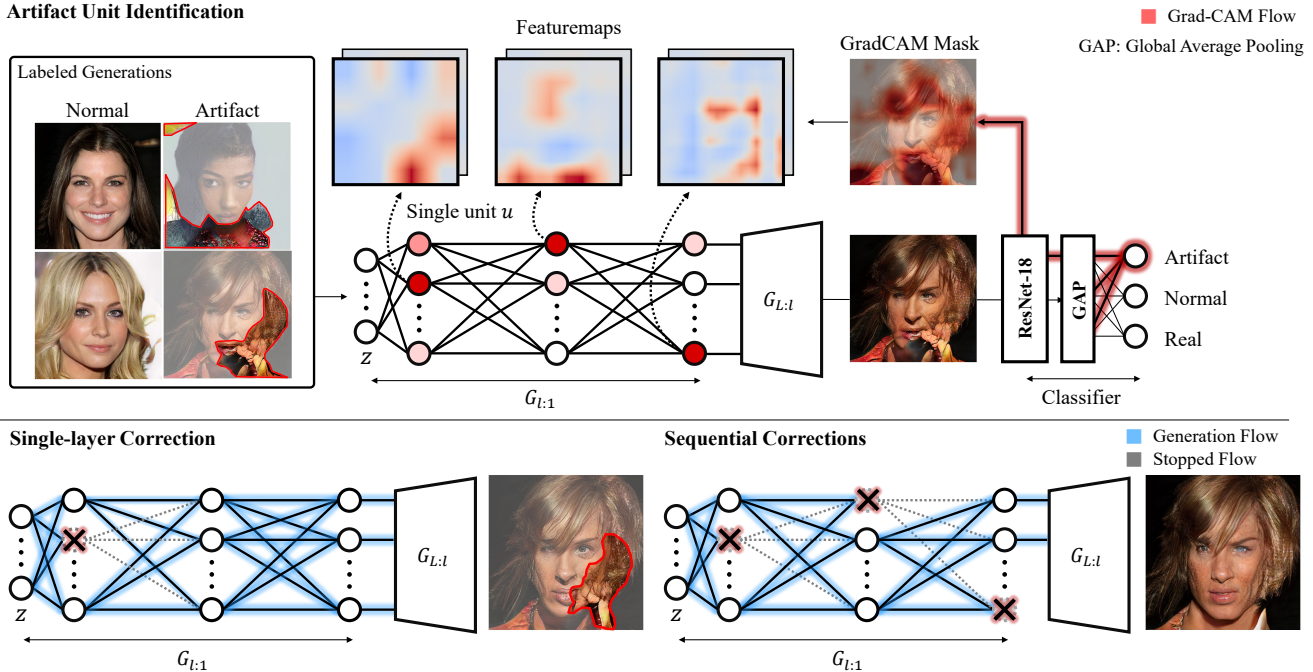 Artifact Unit Identification
Grad-CAM Flow
GAP: Global Average Pooling
Labeled Generations
Normal
Artifact
Featuremaps
GradCAM Mask
Single unit u
z
G_{L:l}
G_{l:1}
ResNet-18
GAP
Artifact
Normal
Real
Classifier
Single-layer Correction
z
G_{L:l}
G_{l:1}
Sequential Corrections
Generation Flow
Stopped Flow
z
G_{L:l}
G_{l:1}